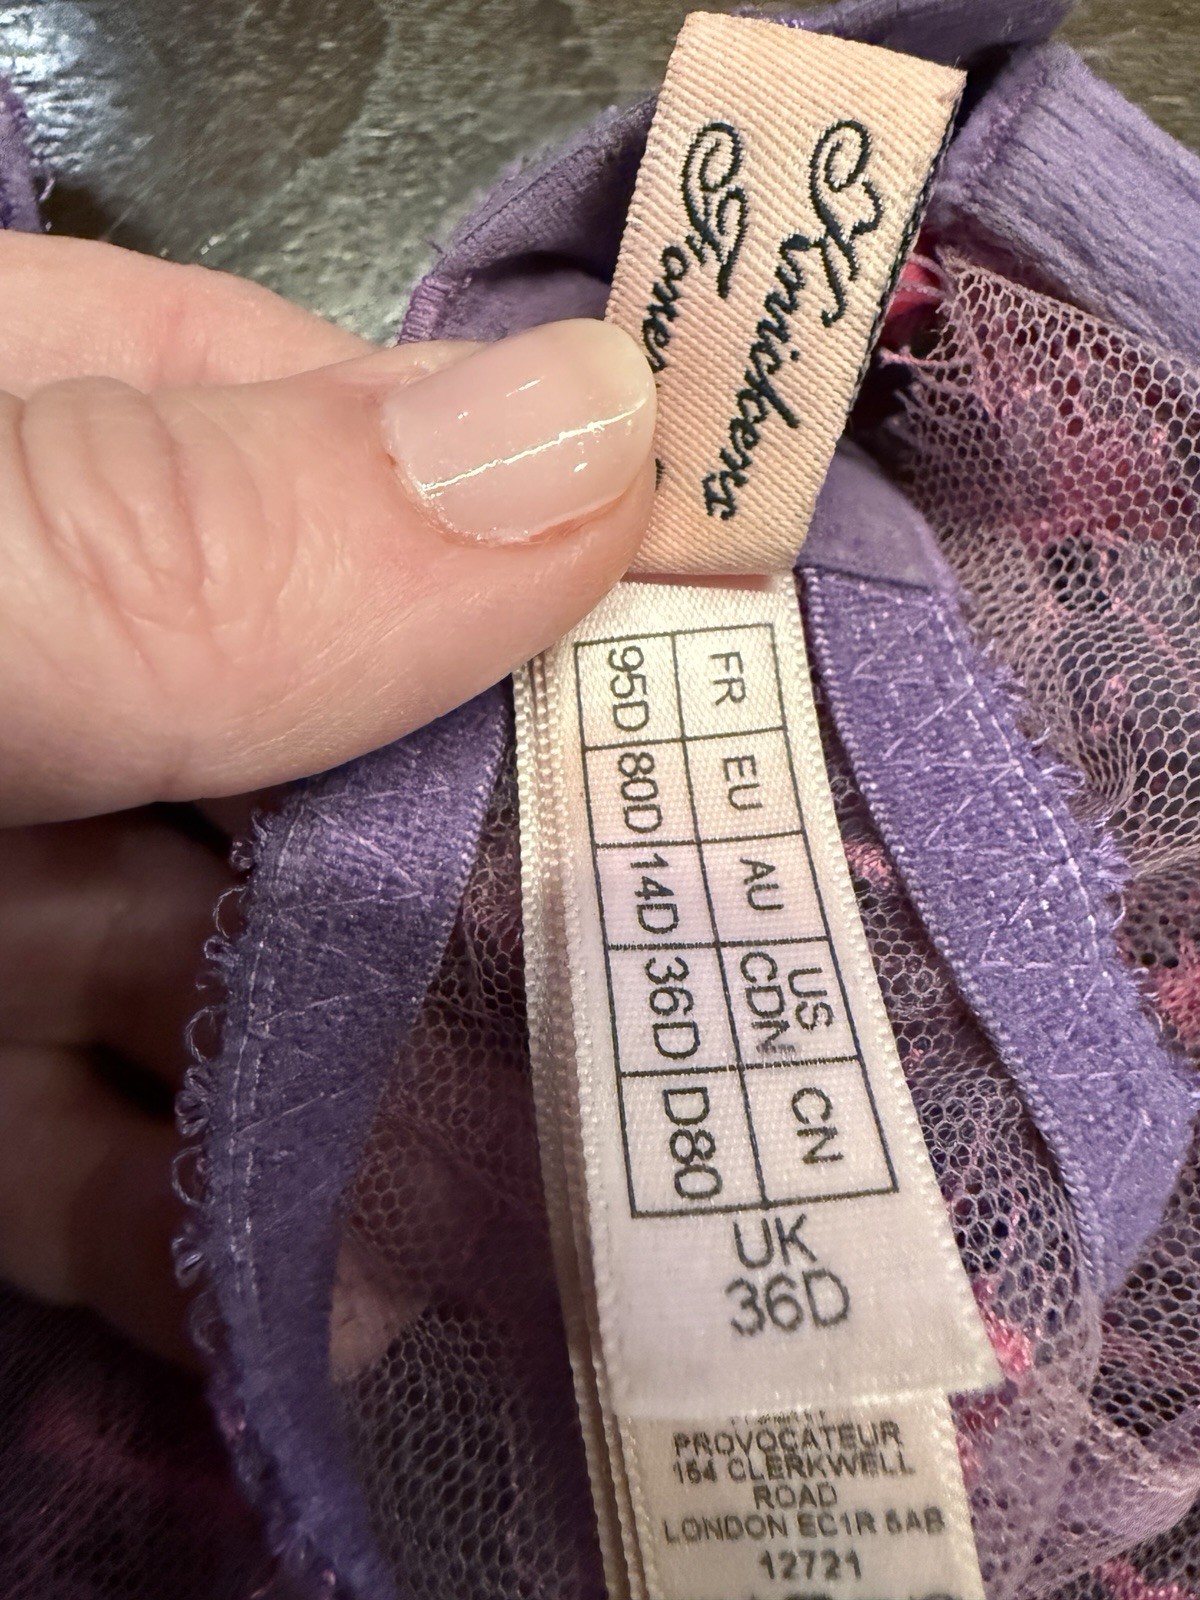 Knickers
FR EU AU US CDN CN
95D 80D 14D 36D D80
UK
36D
PROVOCATEUR
154 CLERKWELL
ROAD
LONDON EC1R 5AB
12721